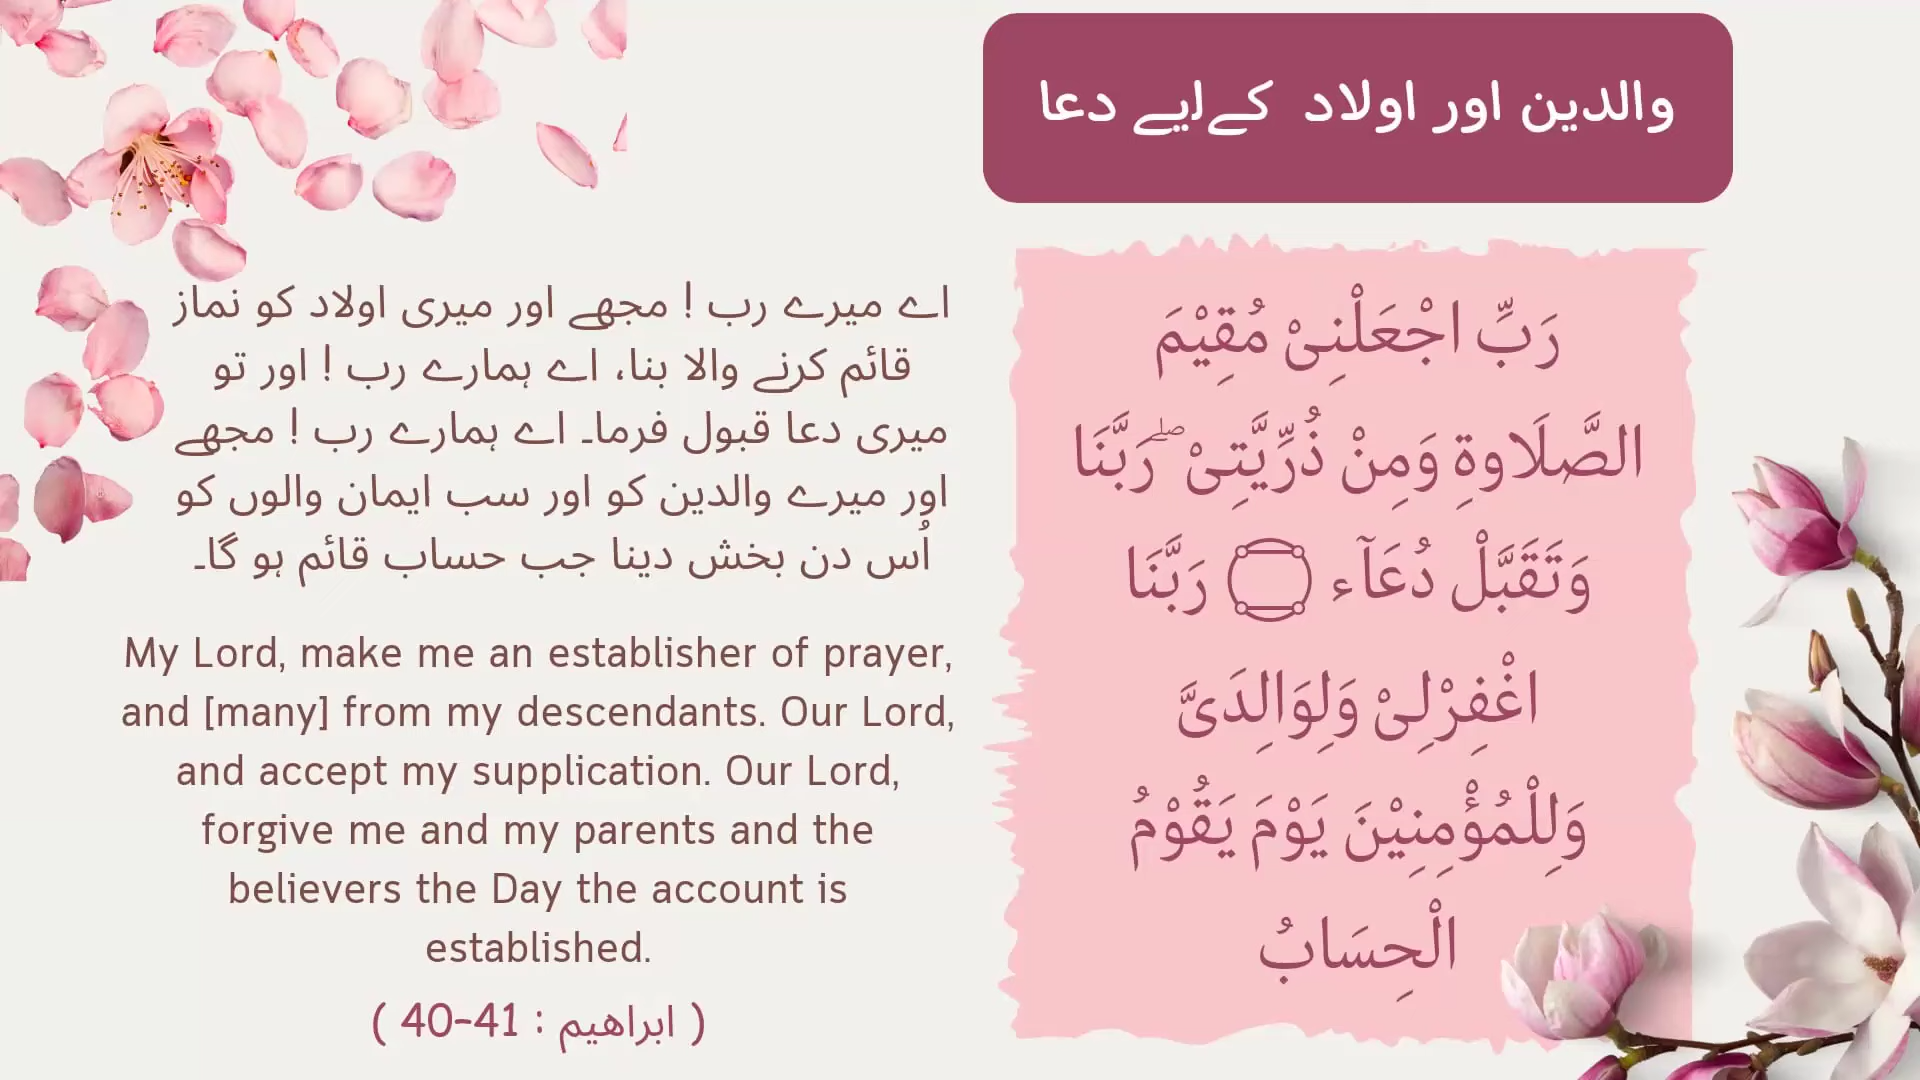 والدین اور اولاد کےلیے دعا
رَبِّ اجْعَلْنِیْ مُقِیْمَ
الصَّلَاوةِ وَمِنْ ذُرِّیَّتِیْ ۖ رَبَّنَا
وَتَقَبَّلْ دُعَآء ۝ رَبَّنَا
اغْفِرْلِیْ وَلِوَالِدَیَّ
وَلِلْمُؤْمِنِیْنَ یَوْمَ یَقُوْمُ
الْحِسَابُ
اے میرے رب ! مجھے اور میری اولاد کو نماز
قائم کرنے والا بنا، اے ہمارے رب ! اور تو
میری دعا قبول فرما۔ اے ہمارے رب ! مجھے
اور میرے والدین کو اور سب ایمان والوں کو
اُس دن بخش دینا جب حساب قائم ہو گا۔
My Lord, make me an establisher of prayer,
and [many] from my descendants. Our Lord,
and accept my supplication. Our Lord,
forgive me and my parents and the
believers the Day the account is
established.
( ابراھیم : 41-40 )